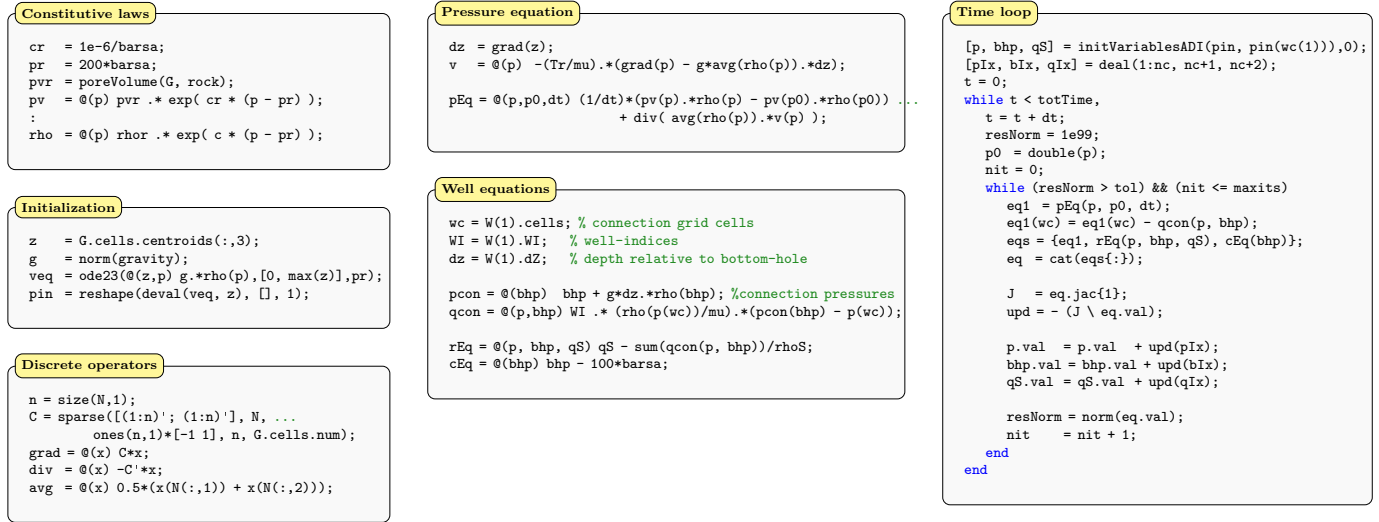 Constitutive laws
cr = 1e-6/barsa;
pr = 200*barsa;
pvr = poreVolume(G, rock);
pv = @(p) pvr .* exp( cr * (p - pr) );
:
rho = @(p) rhor .* exp( c * (p - pr) );
Initialization
z = G.cells.centroids(:,3);
g = norm(gravity);
veq = ode23(@(z,p) g.*rho(p),[0, max(z)],pr);
pin = reshape(deval(veq, z), [], 1);
Discrete operators
n = size(N,1);
C = sparse([(1:n)'; (1:n)'], N, ...
ones(n,1)*[-1 1], n, G.cells.num);
grad = @(x) C*x;
div = @(x) -C'*x;
avg = @(x) 0.5*(x(N(:,1)) + x(N(:,2)));
Pressure equation
dz = grad(z);
v = @(p) -(Tr/mu).*(grad(p) - g*avg(rho(p)).*dz);
pEq = @(p,p0,dt) (1/dt)*(pv(p).*rho(p) - pv(p0).*rho(p0)) ...
+ div( avg(rho(p)).*v(p) );
Well equations
wc = W(1).cells; % connection grid cells
WI = W(1).WI; % well-indices
dz = W(1).dZ; % depth relative to bottom-hole
pcon = @(bhp) bhp + g*dz.*rho(bhp); %connection pressures
qcon = @(p,bhp) WI .* (rho(p(wc))/mu).*(pcon(bhp) - p(wc));
rEq = @(p, bhp, qS) qS - sum(qcon(p, bhp))/rhoS;
cEq = @(bhp) bhp - 100*barsa;
Time loop
[p, bhp, qS] = initVariablesADI(pin, pin(wc(1))),0);
[pIx, bIx, qIx] = deal(1:nc, nc+1, nc+2);
t = 0;
while t < totTime,
t = t + dt;
resNorm = 1e99;
p0 = double(p);
nit = 0;
while (resNorm > tol) && (nit <= maxits)
eq1 = pEq(p, p0, dt);
eq1(wc) = eq1(wc) - qcon(p, bhp);
eqs = {eq1, rEq(p, bhp, qS), cEq(bhp)};
eq = cat(eqs{:});
J = eq.jac{1};
upd = - (J \ eq.val);
p.val = p.val + upd(pIx);
bhp.val = bhp.val + upd(bIx);
qS.val = qS.val + upd(qIx);
resNorm = norm(eq.val);
nit = nit + 1;
end
end